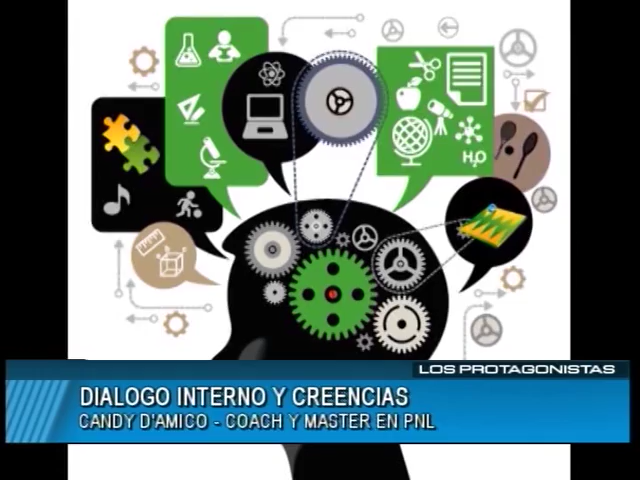 H₂O
LOS PROTAGONISTAS
DIALOGO INTERNO Y CREENCIAS
CANDY D'AMICO - COACH Y MASTER EN PNL